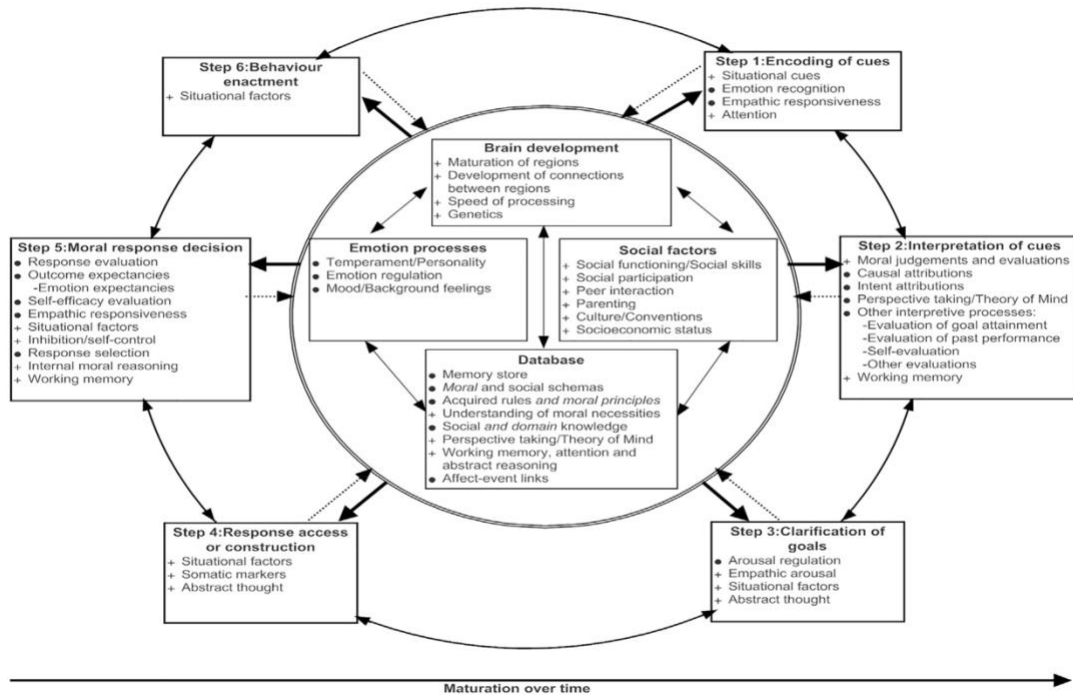 Step 6:Behaviour
enactment
+ Situational factors
Step 1:Encoding of cues
+ Situational cues
● Emotion recognition
● Empathic responsiveness
+ Attention
Brain development
+ Maturation of regions
+ Development of connections
between regions
+ Speed of processing
+ Genetics
Step 5:Moral response decision
● Response evaluation
● Outcome expectancies
-Emotion expectancies
● Self-efficacy evaluation
● Empathic responsiveness
+ Situational factors
+ Inhibition/self-control
● Response selection
+ Internal moral reasoning
+ Working memory
Emotion processes
● Temperament/Personality
● Emotion regulation
● Mood/Background feelings
Social factors
+ Social functioning/Social skills
+ Social participation
+ Peer interaction
+ Parenting
+ Culture/Conventions
+ Socioeconomic status
Step 2:Interpretation of cues
+ Moral judgements and evaluations
● Causal attributions
● Intent attributions
● Perspective taking/Theory of Mind
● Other interpretive processes:
-Evaluation of goal attainment
-Evaluation of past performance
-Self-evaluation
-Other evaluations
+ Working memory
Database
● Memory store
● Moral and social schemas
● Acquired rules and moral principles
+ Understanding of moral necessities
● Social and domain knowledge
+ Perspective taking/Theory of Mind
+ Working memory, attention and
abstract reasoning
● Affect-event links
Step 4:Response access
or construction
+ Situational factors
+ Somatic markers
+ Abstract thought
Step 3:Clarification of
goals
● Arousal regulation
+ Empathic arousal
+ Situational factors
+ Abstract thought
Maturation over time